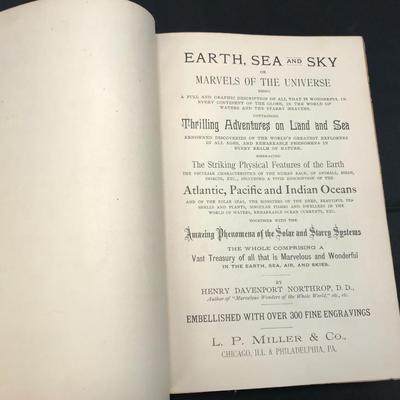 EARTH, SEA AND SKY
OR
MARVELS OF THE UNIVERSE
BEING
A FULL AND GRAPHIC DESCRIPTION OF ALL THAT IS WONDERFUL IN
EVERY CONTINENT OF THE GLOBE, IN THE WORLD OF
WATERS AND THE STARRY HEAVENS.
CONTAINING
Thrilling Adventures on Land and Sea
RENOWNED DISCOVERIES OF THE WORLD'S GREATEST EXPLORERS
IN ALL AGES, AND REMARKABLE PHENOMENA IN
EVERY REALM OF NATURE.
EMBRACING
The Striking Physical Features of the Earth
THE PECULIAR CHARACTERISTICS OF THE HUMAN RACE, OF ANIMALS, BIRDS,
INSECTS, ETC., INCLUDING A VIVID DESCRIPTION OF THE
Atlantic, Pacific and Indian Oceans
AND OF THE POLAR SEAS, THE MONSTERS OF THE DEEP, BEAUTIFUL SEA-
SHELLS AND PLANTS, SINGULAR FISHES AND DWELLERS IN THE
WORLD OF WATERS, REMARKABLE OCEAN CURRENTS, ETC.
TOGETHER WITH THE
Amazing Phenomena of the Solar and Starry Systems
THE WHOLE COMPRISING A
Vast Treasury of all that is Marvelous and Wonderful
IN THE EARTH, SEA, AIR, AND SKIES.
BY
HENRY DAVENPORT NORTHROP, D. D.,
Author of "Marvelous Wonders of the Whole World," etc., etc.
EMBELLISHED WITH OVER 300 FINE ENGRAVINGS
L. P. MILLER & CO.,
CHICAGO, ILL & PHILADELPHIA, PA.